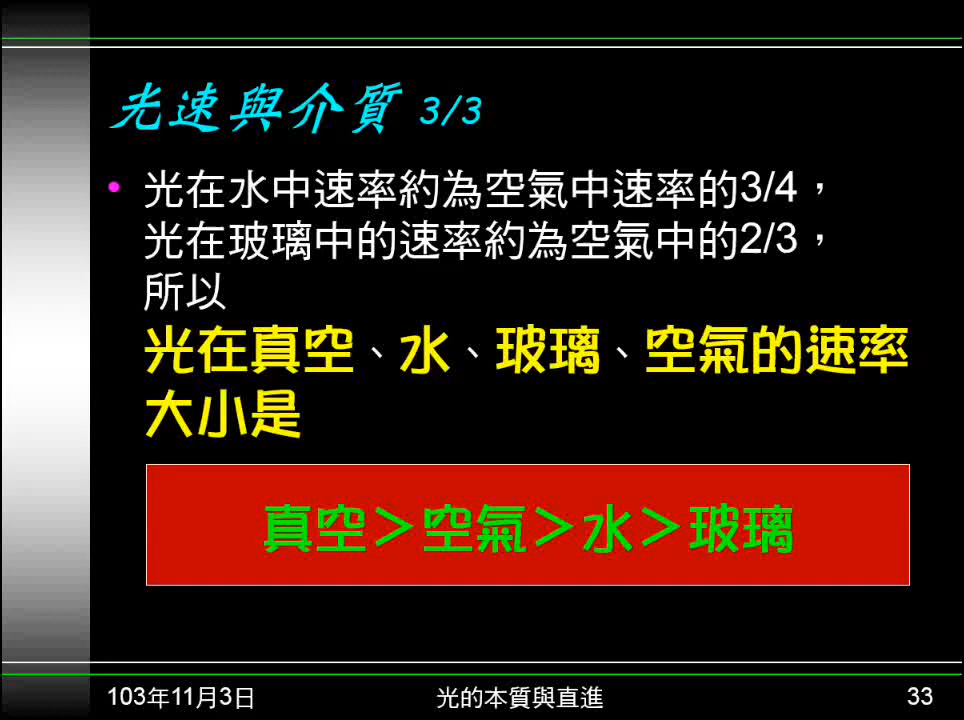 光速與介質 3/3
• 光在水中速率約為空氣中速率的3/4，
光在玻璃中的速率約為空氣中的2/3，
所以
光在真空、水、玻璃、空氣的速率
大小是
真空＞空氣＞水＞玻璃
103年11月3日
光的本質與直進
33